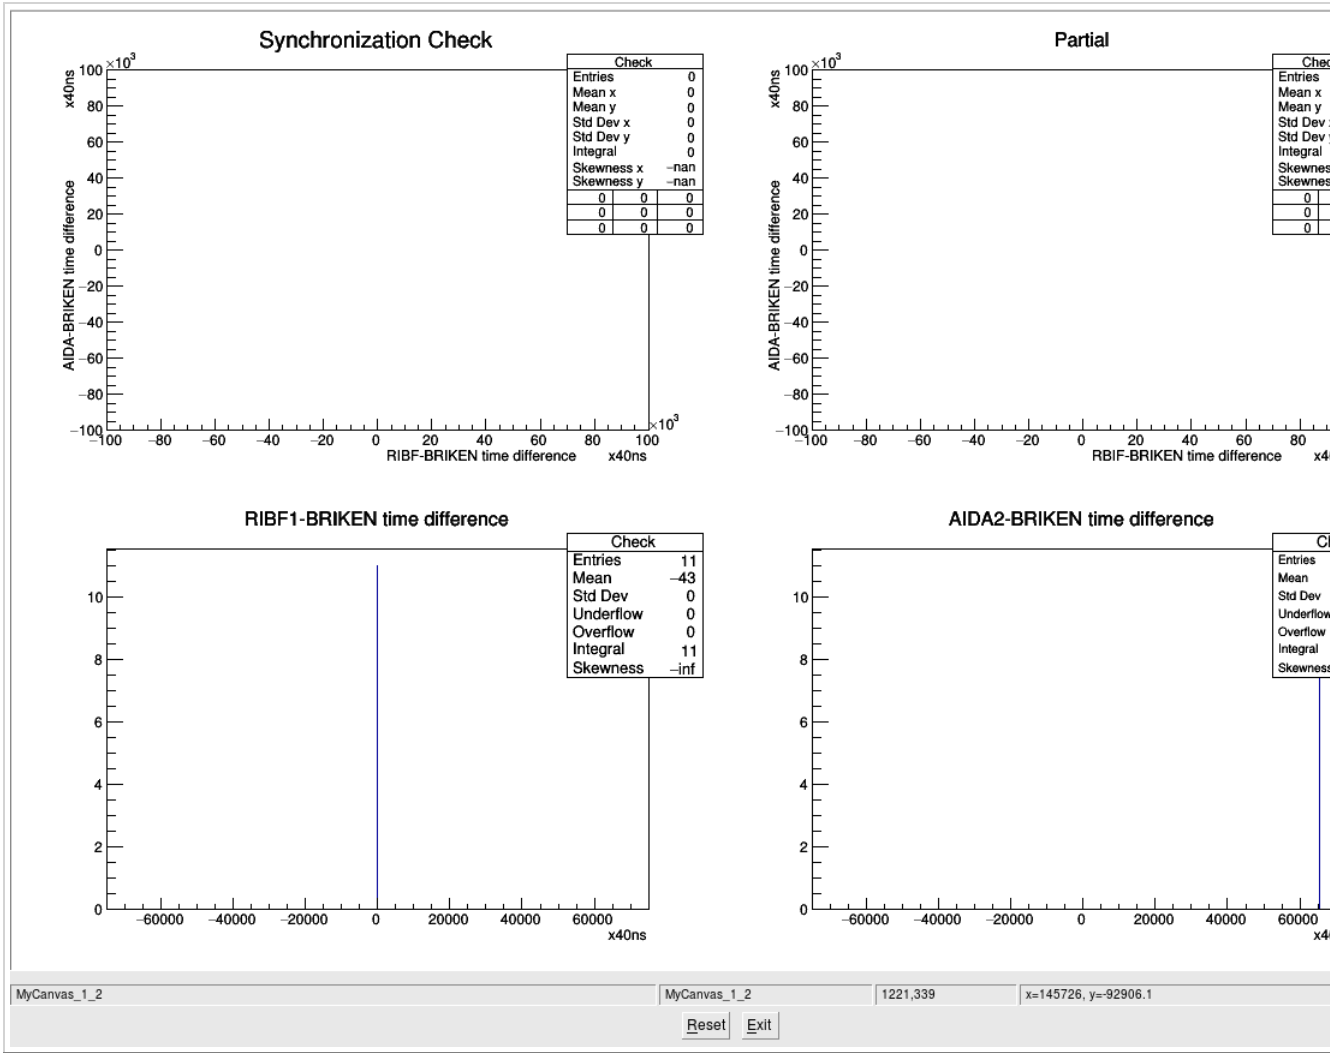 Synchronization Check
×10³
x40ns
AIDA-BRIKEN time difference
100
80
60
40
20
0
−20
−40
−60
−80
−100
Check
Entries 0
Mean x 0
Mean y 0
Std Dev x 0
Std Dev y 0
Integral 0
Skewness x −nan
Skewness y −nan
0 0 0
0 0 0
0 0 0
−100 −80 −60 −40 −20 0 20 40 60 80 100
×10³
RIBF-BRIKEN time difference x40ns
Partial
×10³
x40ns
AIDA-BRIKEN time difference
100
80
60
40
20
0
−20
−40
−60
−80
−100
Chec
Entries
Mean x
Mean y
Std Dev
Std Dev y
Integral
Skewnes
Skewnes
0
0
0
−100 −80 −60 −40 −20 0 20 40 60 80
RBIF-BRIKEN time difference x4
RIBF1-BRIKEN time difference
10
8
6
4
2
0
Check
Entries 11
Mean −43
Std Dev 0
Underflow 0
Overflow 0
Integral 11
Skewness −inf
−60000 −40000 −20000 0 20000 40000 60000
x40ns
AIDA2-BRIKEN time difference
10
8
6
4
2
0
Ch
Entries
Mean
Std Dev
Underflow
Overflow
Integral
Skewness
−60000 −40000 −20000 0 20000 40000 60000
x4
MyCanvas_1_2 MyCanvas_1_2 1221,339 x=145726, y=-92906.1
Reset Exit